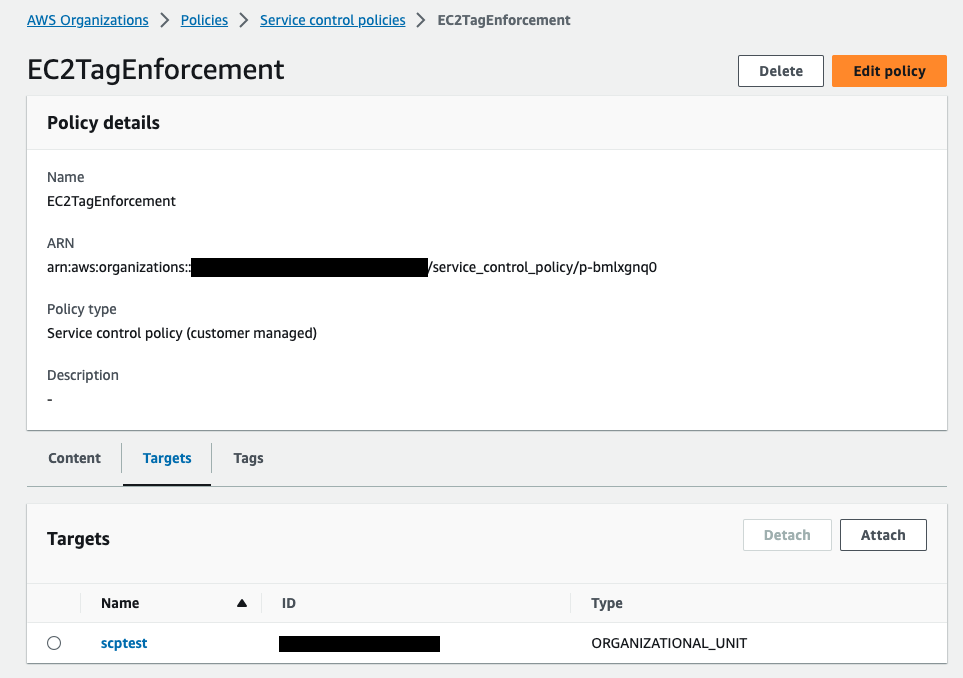 AWS Organizations > Policies > Service control policies > EC2TagEnforcement
EC2TagEnforcement
Delete
Edit policy
Policy details
Name
EC2TagEnforcement
ARN
arn:aws:organizations::/service_control_policy/p-bmlxgnq0
Policy type
Service control policy (customer managed)
Description
-
Content Targets Tags
Targets
Detach
Attach
Name ID Type
scptest ORGANIZATIONAL_UNIT